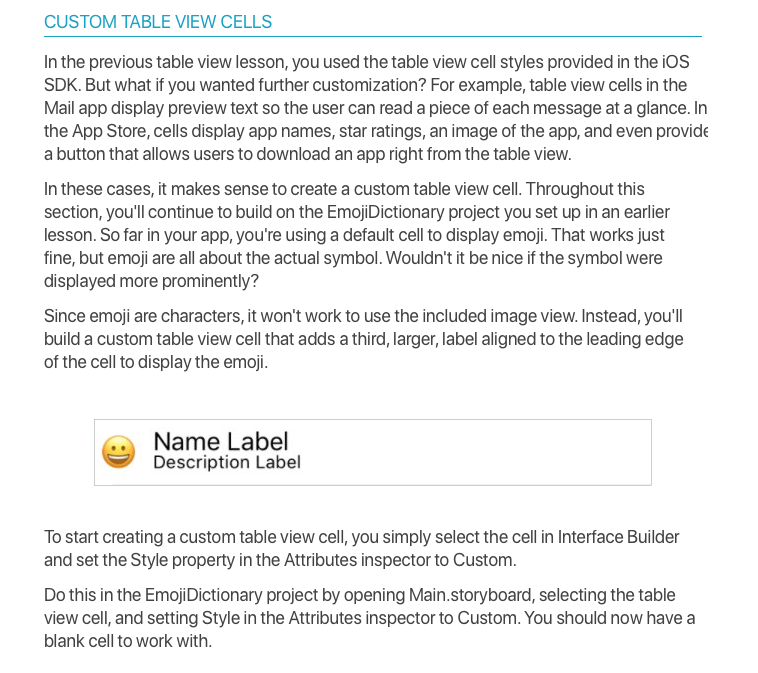 CUSTOM TABLE VIEW CELLS
In the previous table view lesson, you used the table view cell styles provided in the iOS
SDK. But what if you wanted further customization? For example, table view cells in the
Mail app display preview text so the user can read a piece of each message at a glance. In
the App Store, cells display app names, star ratings, an image of the app, and even provide
a button that allows users to download an app right from the table view.
In these cases, it makes sense to create a custom table view cell. Throughout this
section, you'll continue to build on the EmojiDictionary project you set up in an earlier
lesson. So far in your app, you're using a default cell to display emoji. That works just
fine, but emoji are all about the actual symbol. Wouldn't it be nice if the symbol were
displayed more prominently?
Since emoji are characters, it won't work to use the included image view. Instead, you'll
build a custom table view cell that adds a third, larger, label aligned to the leading edge
of the cell to display the emoji.
😀 Name Label
Description Label
To start creating a custom table view cell, you simply select the cell in Interface Builder
and set the Style property in the Attributes inspector to Custom.
Do this in the EmojiDictionary project by opening Main.storyboard, selecting the table
view cell, and setting Style in the Attributes inspector to Custom. You should now have a
blank cell to work with.